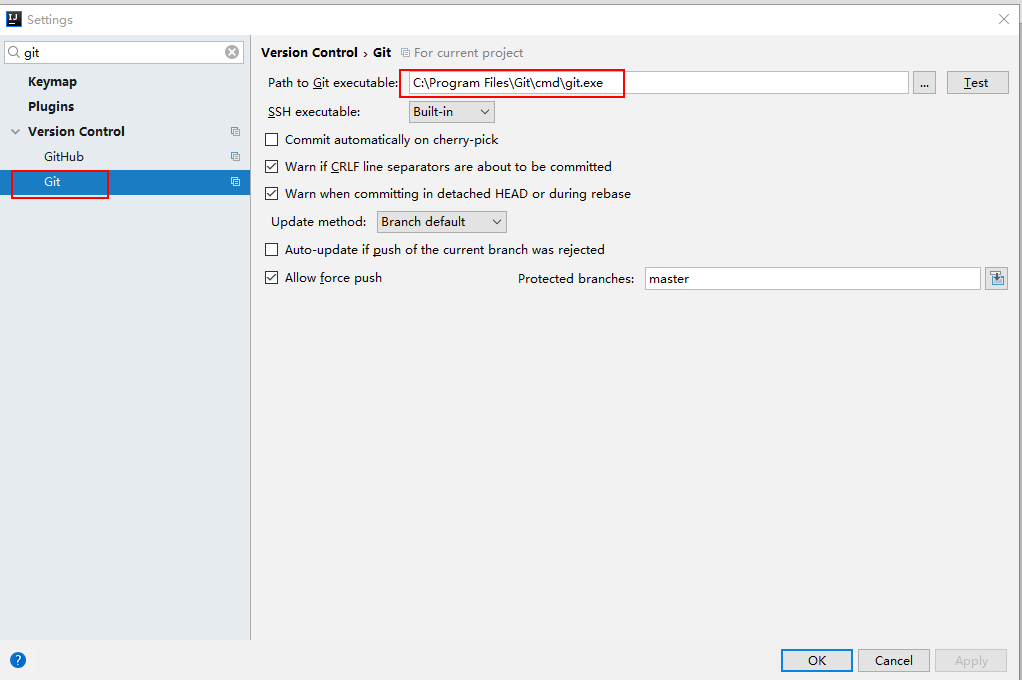 IJ Settings
git
Keymap
Plugins
Version Control
GitHub
Git
Version Control › Git For current project
Path to Git executable: C:\Program Files\Git\cmd\git.exe ... Test
SSH executable: Built-in
Commit automatically on cherry-pick
Warn if CRLF line separators are about to be committed
Warn when committing in detached HEAD or during rebase
Update method: Branch default
Auto-update if push of the current branch was rejected
Allow force push Protected branches: master
? OK Cancel Apply